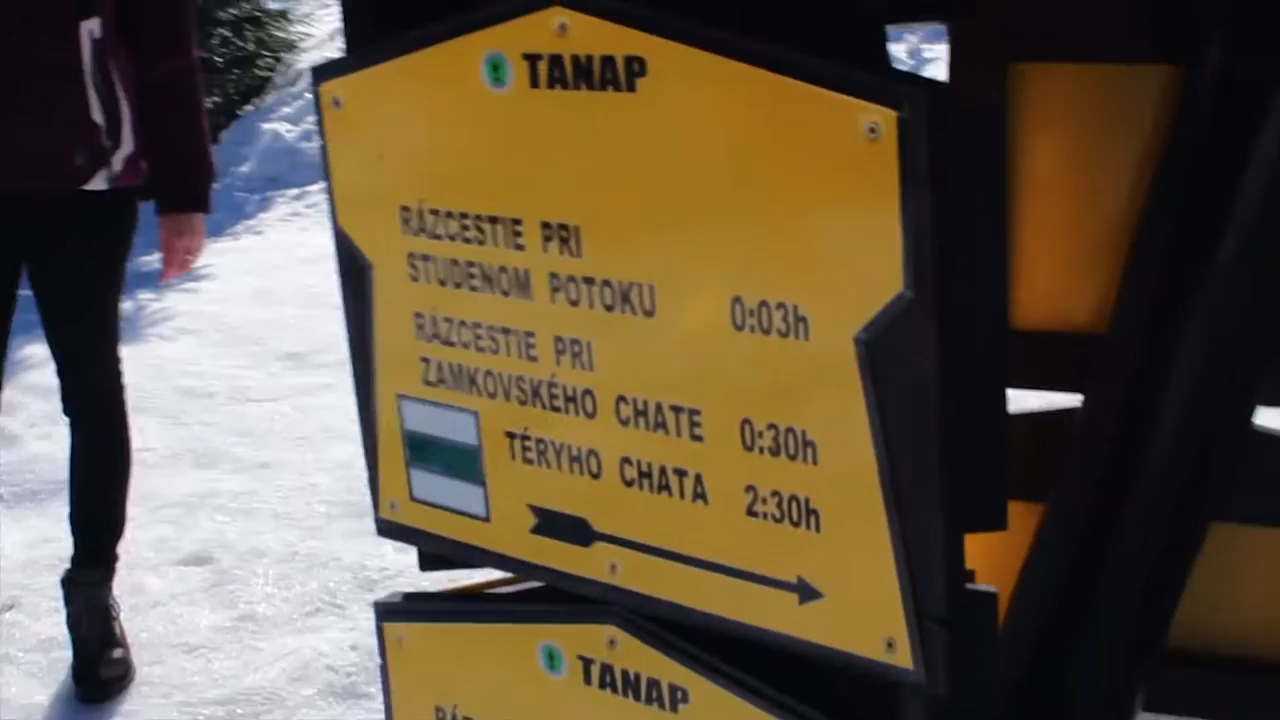 TANAP
RÁZCESTIE PRI
STUDENOM POTOKU 0:03h
RÁZCESTIE PRI
ZAMKOVSKÉHO CHATE 0:30h
TÉRYHO CHATA 2:30h
TANAP